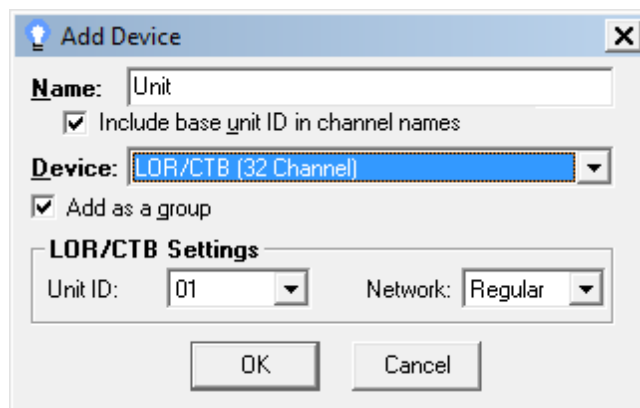 Add Device
Name: Unit
Include base unit ID in channel names
Device: LOR/CTB (32 Channel)
Add as a group
LOR/CTB Settings
Unit ID: 01 Network: Regular
OK Cancel